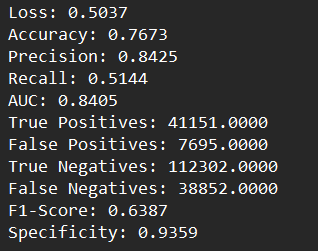 Loss: 0.5037
Accuracy: 0.7673
Precision: 0.8425
Recall: 0.5144
AUC: 0.8405
True Positives: 41151.0000
False Positives: 7695.0000
True Negatives: 112302.0000
False Negatives: 38852.0000
F1-Score: 0.6387
Specificity: 0.9359